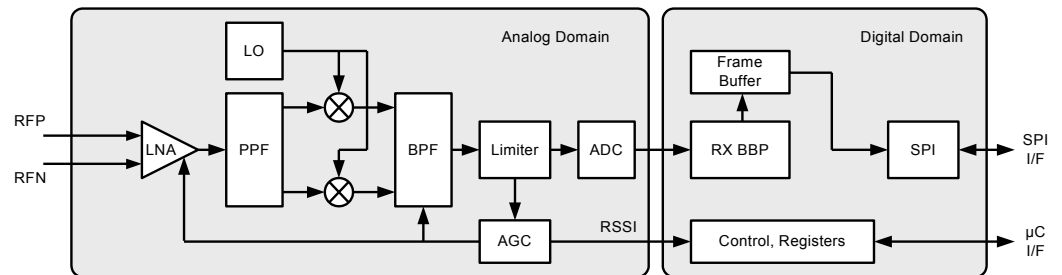 LO
Analog Domain
Digital Domain
Frame
Buffer
RFP
RFN
LNA
PPF
BPF
Limiter
ADC
RX BBP
SPI
SPI
I/F
AGC
RSSI
Control, Registers
µC
I/F